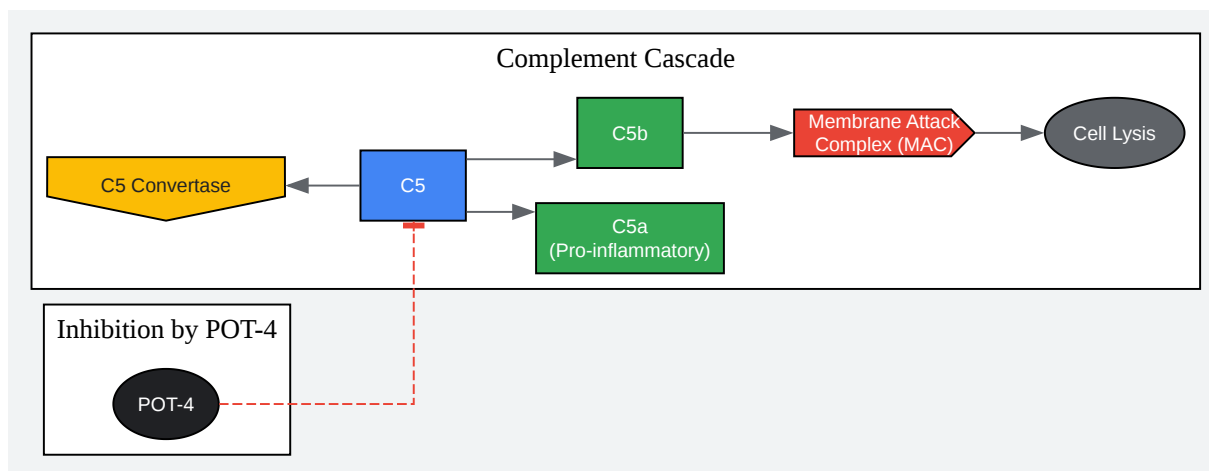 Complement Cascade
C5 Convertase
C5
C5b
C5a
(Pro-inflammatory)
Membrane Attack
Complex (MAC)
Cell Lysis
Inhibition by POT-4
POT-4